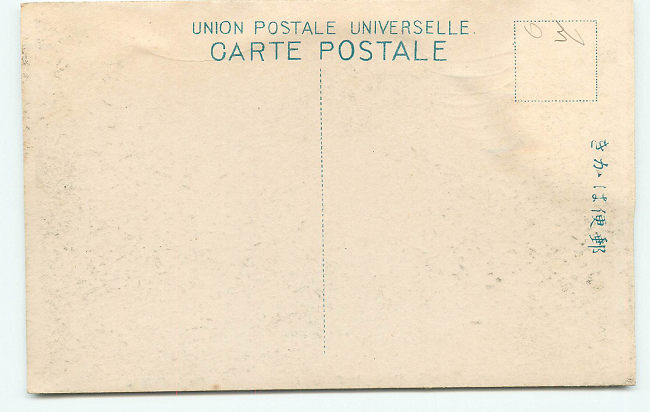 UNION POSTALE UNIVERSELLE.
CARTE POSTALE
郵便はかき